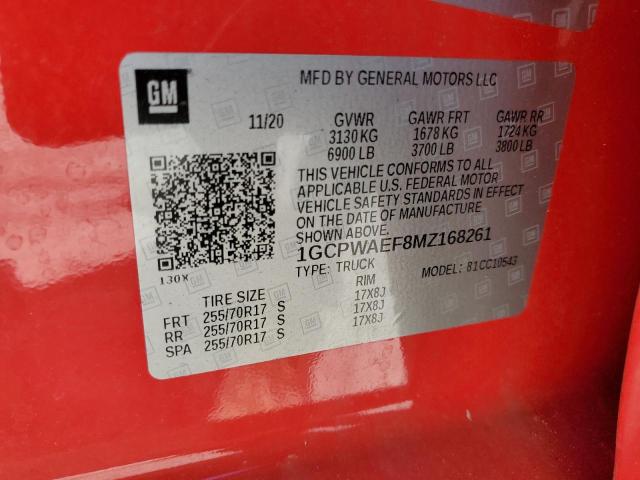 GM
MFD BY GENERAL MOTORS LLC
11/20 GVWR GAWR FRT GAWR RR
3130 KG 1678 KG 1724 KG
6900 LB 3700 LB 3800 LB
THIS VEHICLE CONFORMS TO ALL
APPLICABLE U.S. FEDERAL MOTOR
VEHICLE SAFETY STANDARDS IN EFFECT
ON THE DATE OF MANUFACTURE
SHOWN ABOVE.
1GCPWAEF8MZ168261
TYPE: TRUCK MODEL: 81CC10543
130X
TIRE SIZE RIM
FRT 255/70R17 S 17X8J
RR 255/70R17 S 17X8J
SPA 255/70R17 S 17X8J